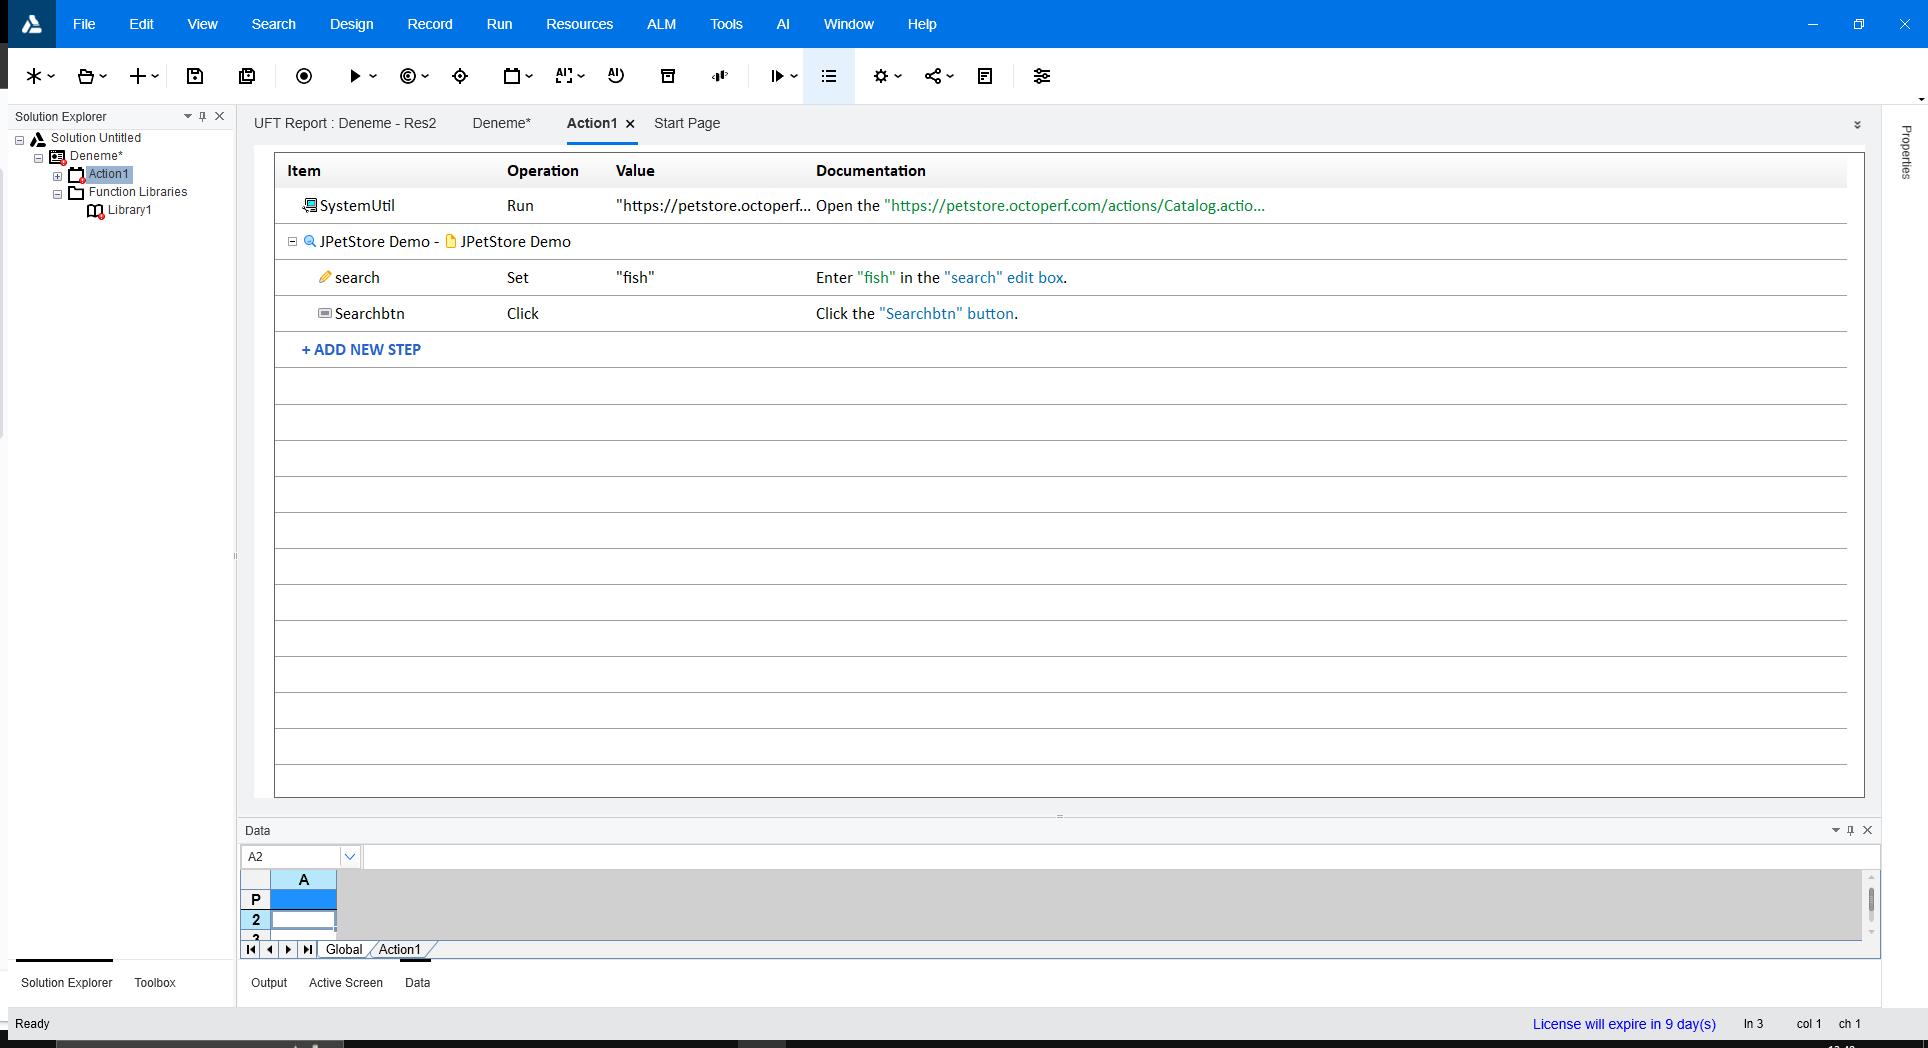 File Edit View Search Design Record Run Resources ALM Tools AI Window Help
Solution Explorer
Solution Untitled
Deneme*
Action1
Function Libraries
Library1
UFT Report : Deneme - Res2 Deneme* Action1 Start Page
Item Operation Value Documentation
SystemUtil Run "https://petstore.octoperf... Open the "https://petstore.octoperf.com/actions/Catalog.actio...
JPetStore Demo - JPetStore Demo
search Set "fish" Enter "fish" in the "search" edit box.
Searchbtn Click Click the "Searchbtn" button.
+ ADD NEW STEP
Properties
Data
A2
A
P
2
3
Global Action1
Solution Explorer Toolbox
Output Active Screen Data
Ready License will expire in 9 day(s) ln 3 col 1 ch 1